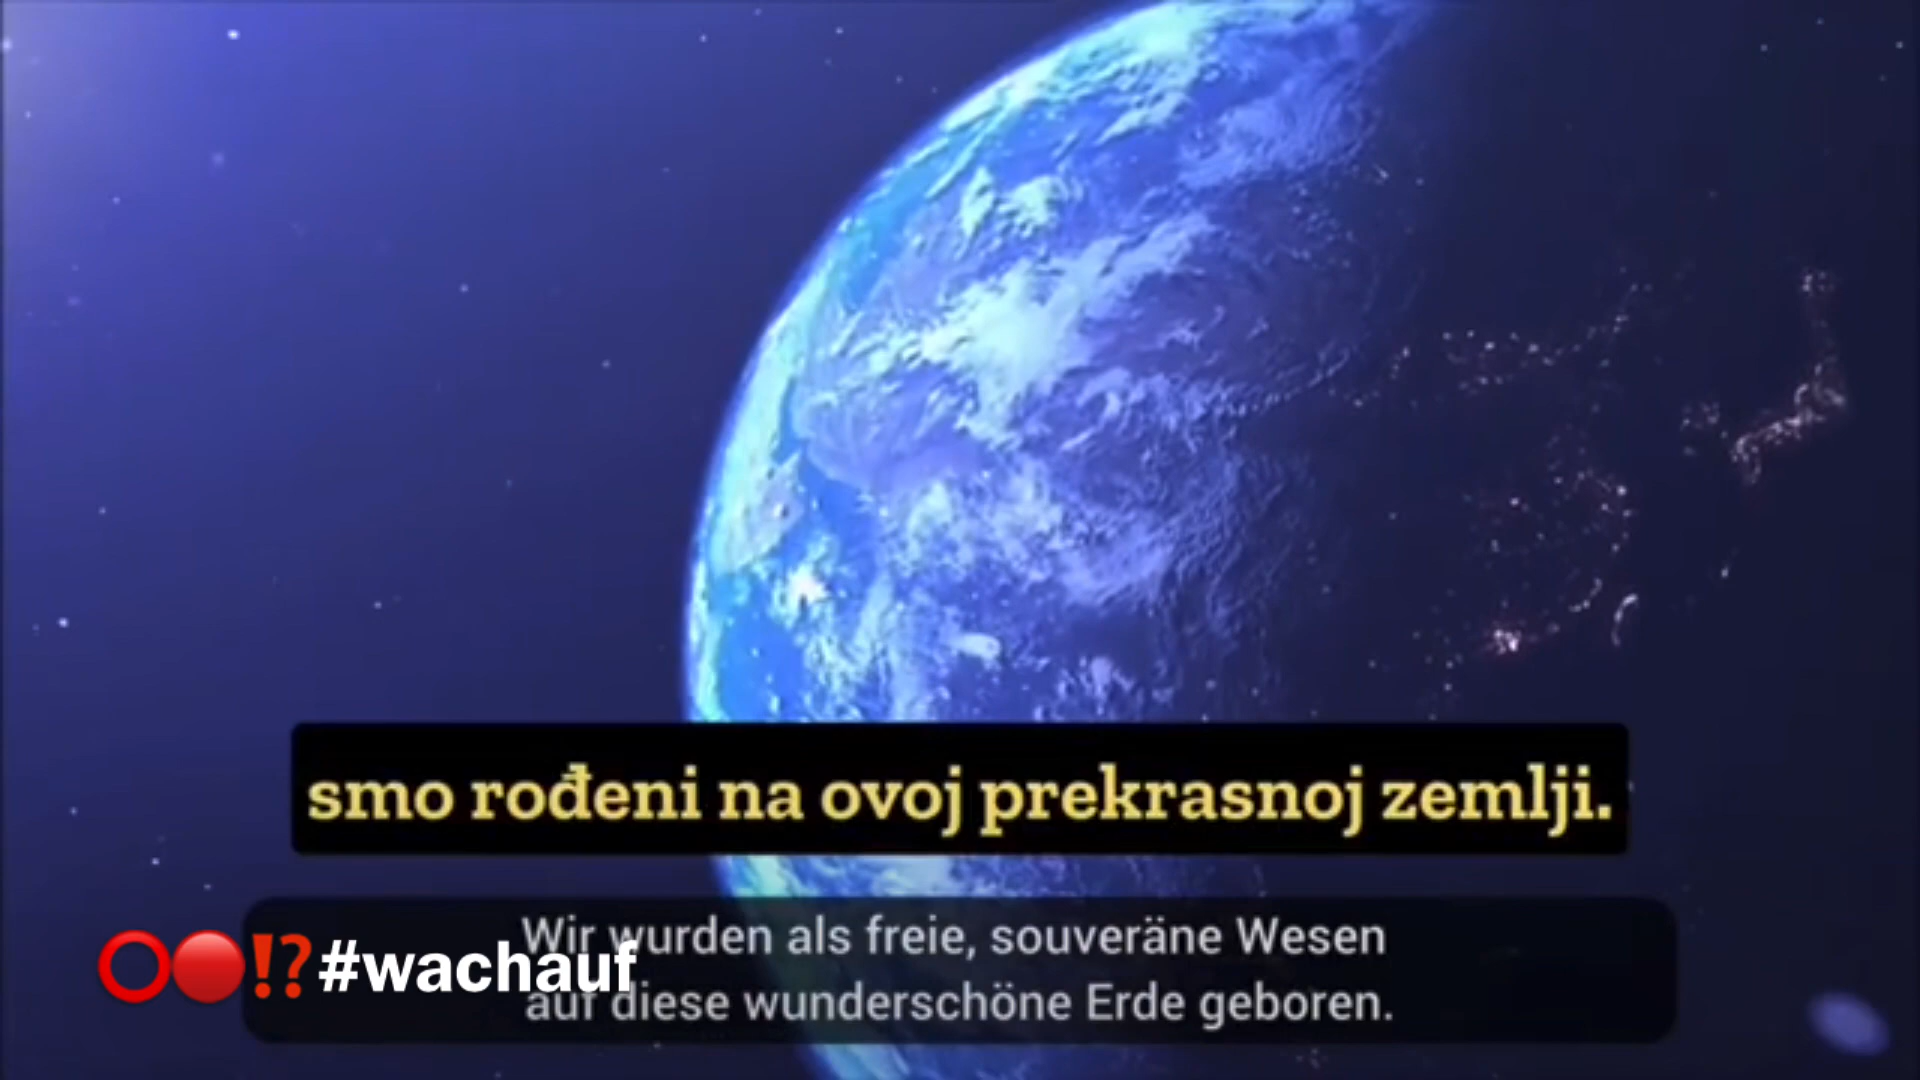 smo rođeni na ovoj prekrasnoj zemlji.
Wir wurden als freie, souveräne Wesen
⭕🔴⁉️#wachauf
auf diese wunderschöne Erde geboren.